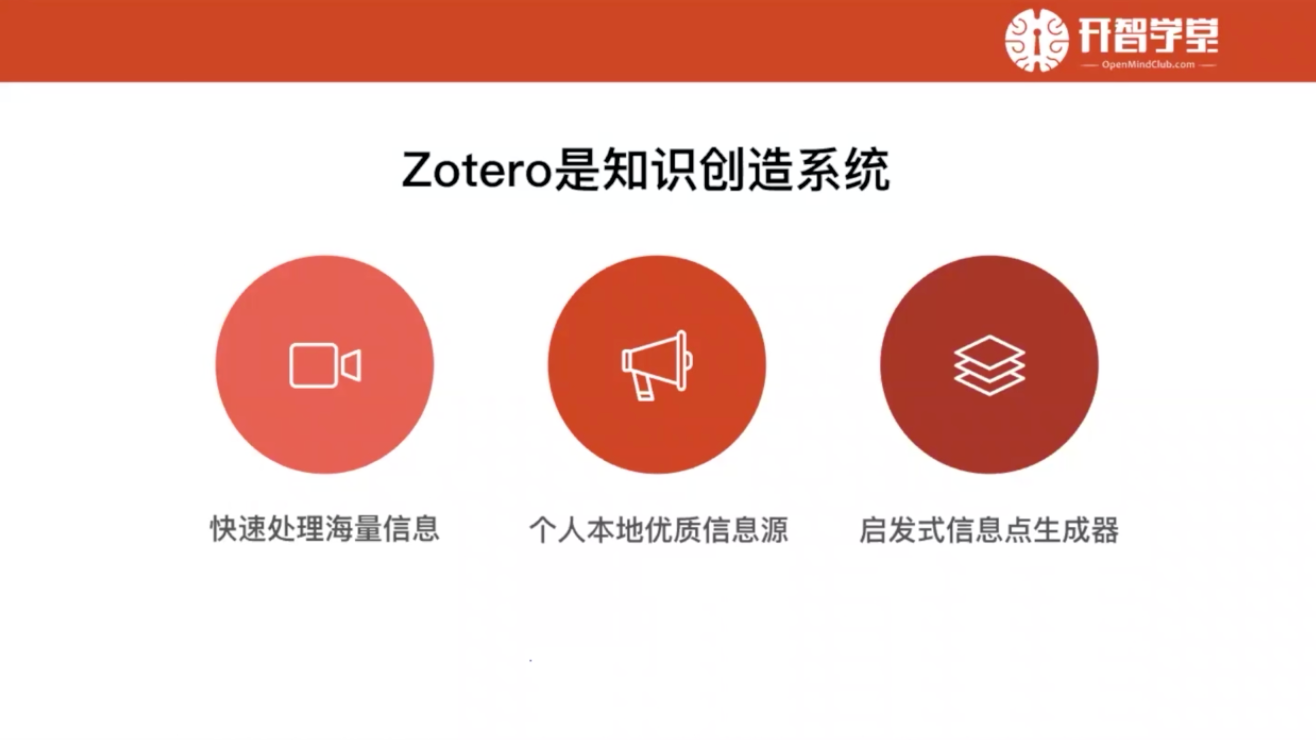 开智学堂
OpenMindClub.com
Zotero是知识创造系统
快速处理海量信息
个人本地优质信息源
启发式信息点生成器